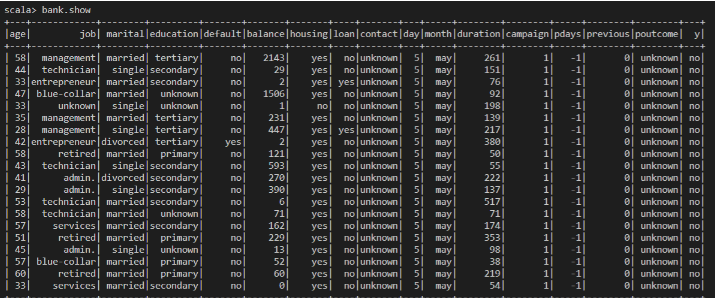 scala> bank.show
+---+------------+--------+---------+-------+-------+-------+----+-------+---+-----+--------+--------+-----+--------+--------+---+
|age|         job| marital|education|default|balance|housing|loan|contact|day|month|duration|campaign|pdays|previous|poutcome|  y|
+---+------------+--------+---------+-------+-------+-------+----+-------+---+-----+--------+--------+-----+--------+--------+---+
| 58|  management| married| tertiary|     no|   2143|    yes|  no|unknown|  5|  may|     261|       1|   -1|       0| unknown| no|
| 44|  technician|  single|secondary|     no|     29|    yes|  no|unknown|  5|  may|     151|       1|   -1|       0| unknown| no|
| 33|entrepreneur| married|secondary|     no|      2|    yes| yes|unknown|  5|  may|      76|       1|   -1|       0| unknown| no|
| 47| blue-collar| married|  unknown|     no|   1506|    yes|  no|unknown|  5|  may|      92|       1|   -1|       0| unknown| no|
| 33|     unknown|  single|  unknown|     no|      1|     no|  no|unknown|  5|  may|     198|       1|   -1|       0| unknown| no|
| 35|  management| married| tertiary|     no|    231|    yes|  no|unknown|  5|  may|     139|       1|   -1|       0| unknown| no|
| 28|  management|  single| tertiary|     no|    447|    yes| yes|unknown|  5|  may|     217|       1|   -1|       0| unknown| no|
| 42|entrepreneur|divorced| tertiary|    yes|      2|    yes|  no|unknown|  5|  may|     380|       1|   -1|       0| unknown| no|
| 58|     retired| married|  primary|     no|    121|    yes|  no|unknown|  5|  may|      50|       1|   -1|       0| unknown| no|
| 43|  technician|  single|secondary|     no|    593|    yes|  no|unknown|  5|  may|      55|       1|   -1|       0| unknown| no|
| 41|      admin.|divorced|secondary|     no|    270|    yes|  no|unknown|  5|  may|     222|       1|   -1|       0| unknown| no|
| 29|      admin.|  single|secondary|     no|    390|    yes|  no|unknown|  5|  may|     137|       1|   -1|       0| unknown| no|
| 53|  technician| married|secondary|     no|      6|    yes|  no|unknown|  5|  may|     517|       1|   -1|       0| unknown| no|
| 58|  technician| married|  unknown|     no|     71|    yes|  no|unknown|  5|  may|      71|       1|   -1|       0| unknown| no|
| 57|    services| married|secondary|     no|    162|    yes|  no|unknown|  5|  may|     174|       1|   -1|       0| unknown| no|
| 51|     retired| married|  primary|     no|    229|    yes|  no|unknown|  5|  may|     353|       1|   -1|       0| unknown| no|
| 45|      admin.|  single|  unknown|     no|     13|    yes|  no|unknown|  5|  may|      98|       1|   -1|       0| unknown| no|
| 57| blue-collar| married|  primary|     no|     52|    yes|  no|unknown|  5|  may|      38|       1|   -1|       0| unknown| no|
| 60|     retired| married|  primary|     no|     60|    yes|  no|unknown|  5|  may|     219|       1|   -1|       0| unknown| no|
| 33|    services| married|secondary|     no|      0|    yes|  no|unknown|  5|  may|      54|       1|   -1|       0| unknown| no|
+---+------------+--------+---------+-------+-------+-------+----+-------+---+-----+--------+--------+-----+--------+--------+---+